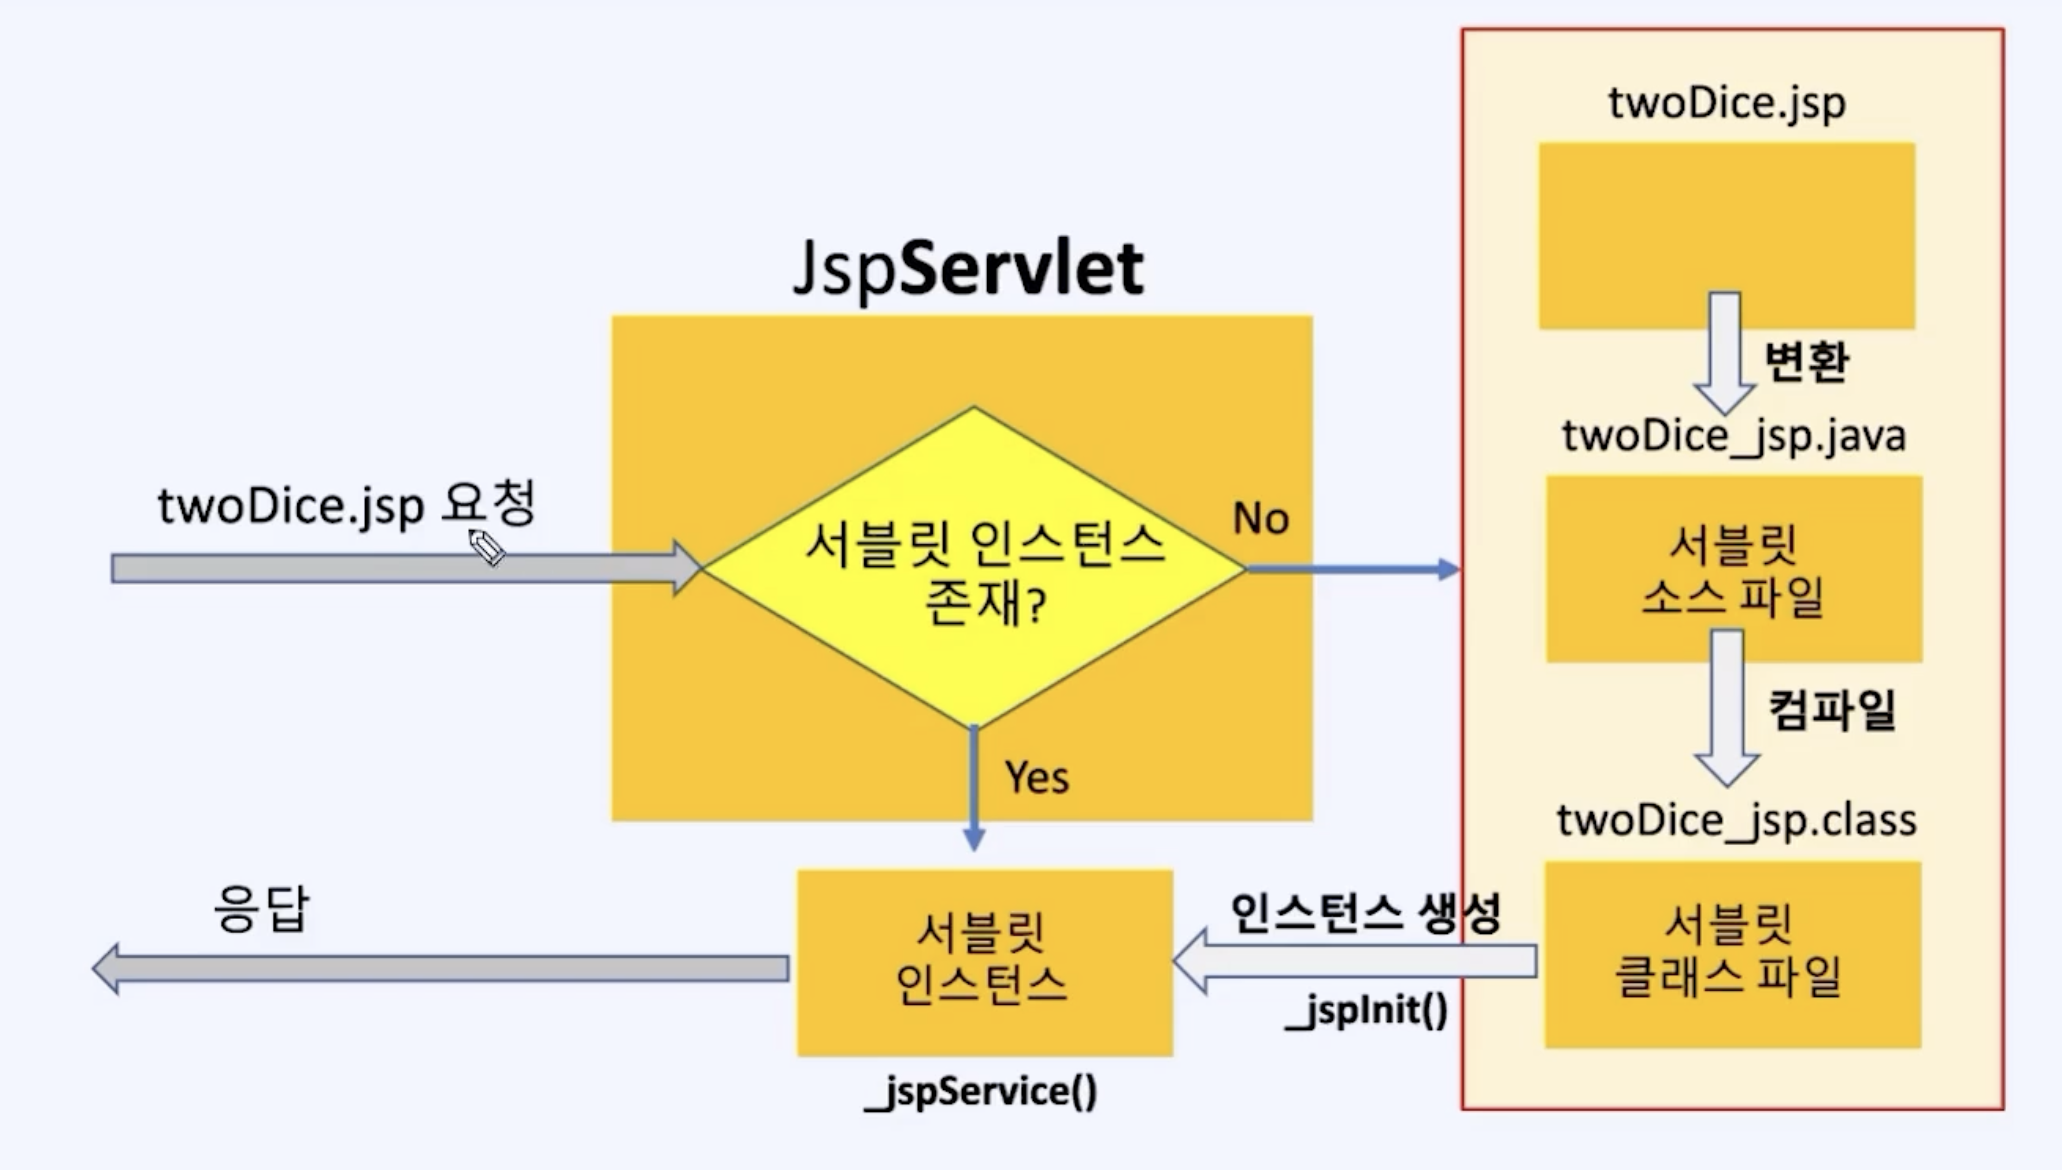 twoDice.jsp
JspServlet
변환
twoDice_jsp.java
twoDice.jsp 요청
서블릿 인스턴스
존재?
No
서블릿
소스 파일
컴파일
Yes
twoDice_jsp.class
응답
서블릿
인스턴스
인스턴스 생성
_jspInit()
서블릿
클래스 파일
_jspService()